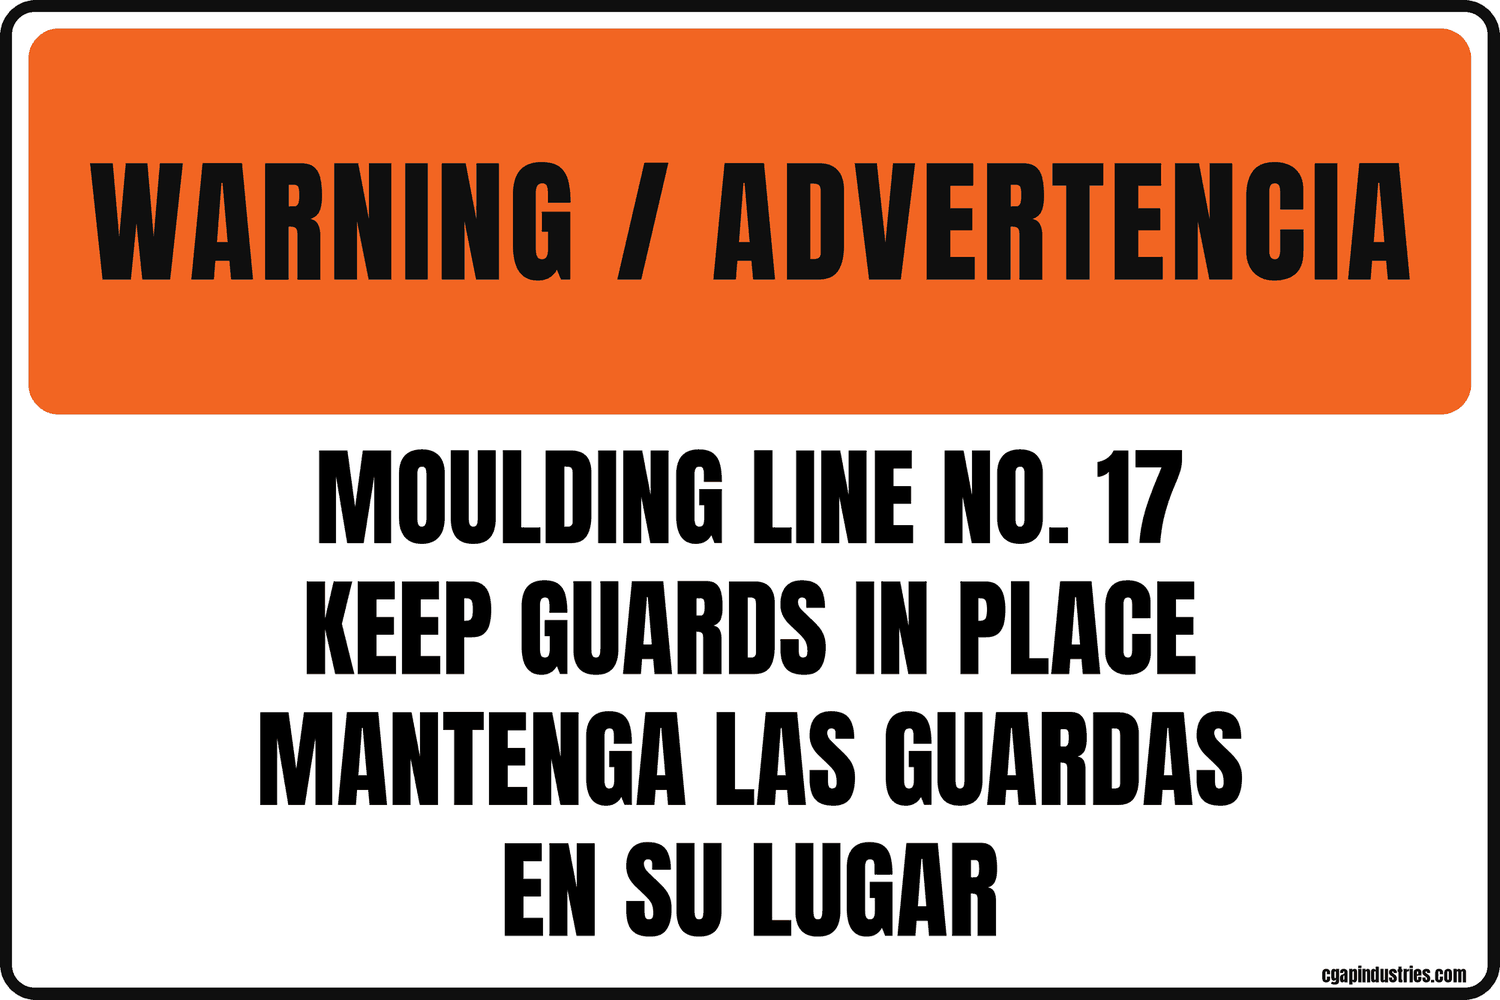 WARNING / ADVERTENCIA
MOULDING LINE NO. 17
KEEP GUARDS IN PLACE
MANTENGA LAS GUARDAS
EN SU LUGAR
cgapindustries.com